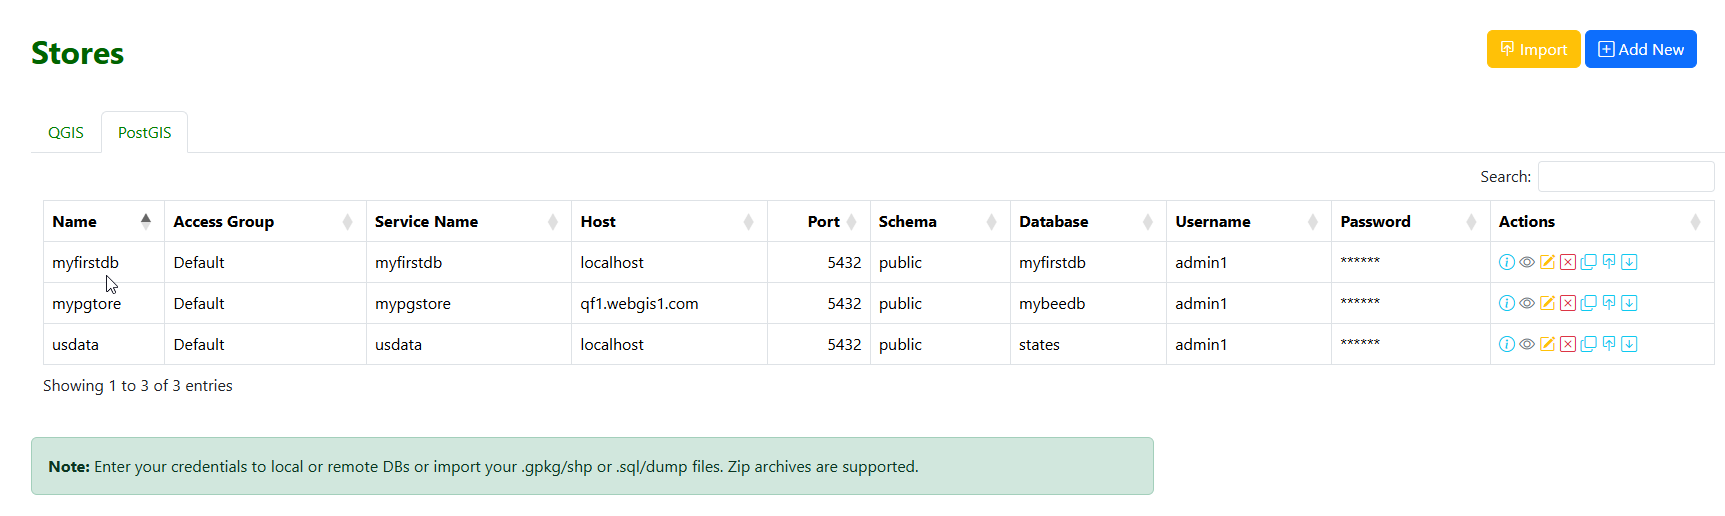 Stores
Import Add New
QGIS PostGIS
Search:
Name Access Group Service Name Host Port Schema Database Username Password Actions
myfirstdb Default myfirstdb localhost 5432 public myfirstdb admin1 ******
mypgtore Default mypgstore qf1.webgis1.com 5432 public mybeedb admin1 ******
usdata Default usdata localhost 5432 public states admin1 ******
Showing 1 to 3 of 3 entries
Note: Enter your credentials to local or remote DBs or import your .gpkg/shp or .sql/dump files. Zip archives are supported.